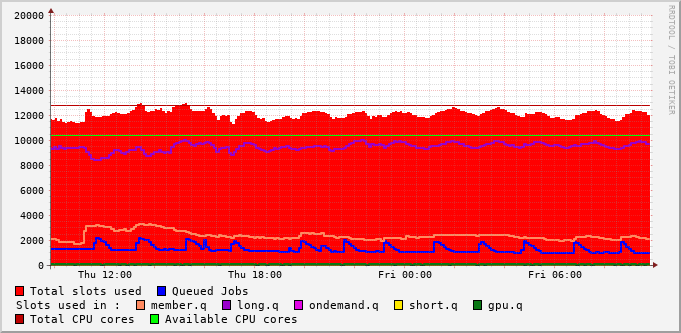 20000
18000
16000
14000
12000
10000
8000
6000
4000
2000
0
Thu 12:00 Thu 18:00 Fri 00:00 Fri 06:00
RRDTOOL / TOBI OETIKER
Total slots used Queued Jobs
Slots used in : member.q long.q ondemand.q short.q gpu.q
Total CPU cores Available CPU cores